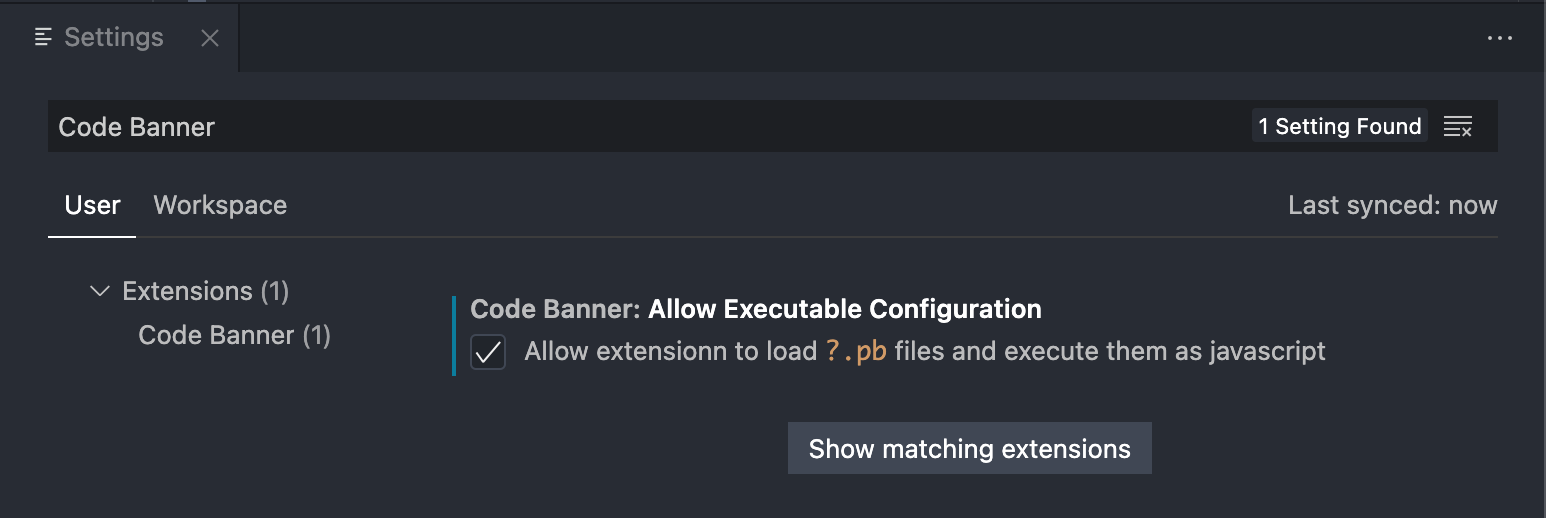 Settings
Code Banner
1 Setting Found
User Workspace
Last synced: now
Extensions (1)
Code Banner (1)
Code Banner: Allow Executable Configuration
Allow extensionn to load ?.pb files and execute them as javascript
Show matching extensions